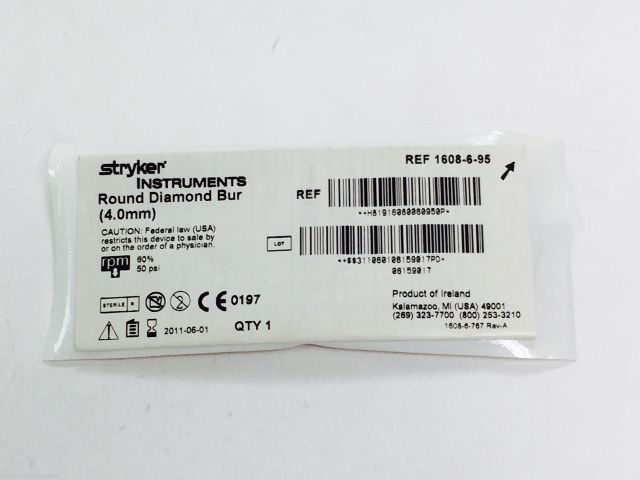 stryker
INSTRUMENTS
REF 1608-6-95
Round Diamond Bur
(4.0mm)
REF
CAUTION: Federal law (USA)
restricts this device to sale by
or on the order of a physician.
LOT
rpm
60%
50 psi
06159017
STERILE R
2
CE 0197
2011-06-01
QTY 1
Product of Ireland
Kalamazoo, MI (USA) 49001
(269) 323-7700 (800) 253-3210
1608-6-767 Rev-A